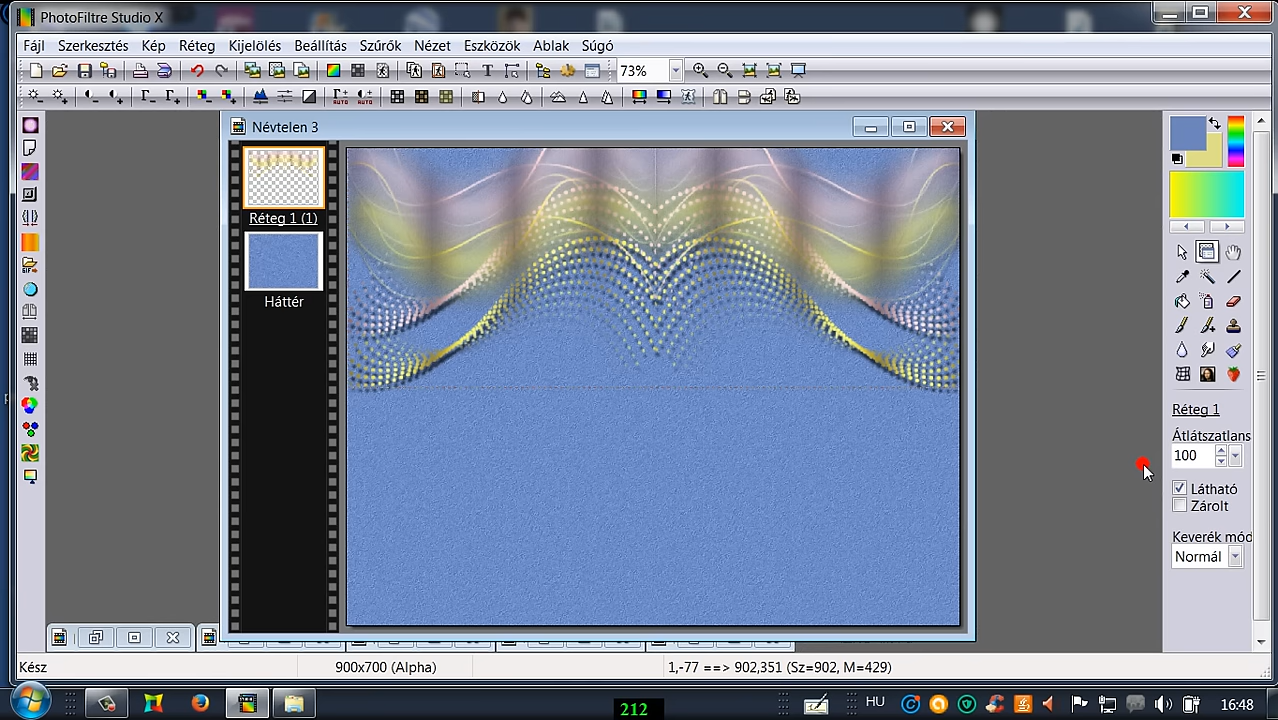 PhotoFiltre Studio X
Fájl Szerkesztés Kép Réteg Kijelölés Beállítás Szűrők Nézet Eszközök Ablak Súgó
73%
AUTO AUTO
Névtelen 3
Réteg 1 (1)
Háttér
Réteg 1
Átlátszatlans
100
Látható
Zárolt
Keverék mód
Normál
Kész 900x700 (Alpha) 1,-77 ==> 902,351 (Sz=902, M=429)
212
HU 16:48